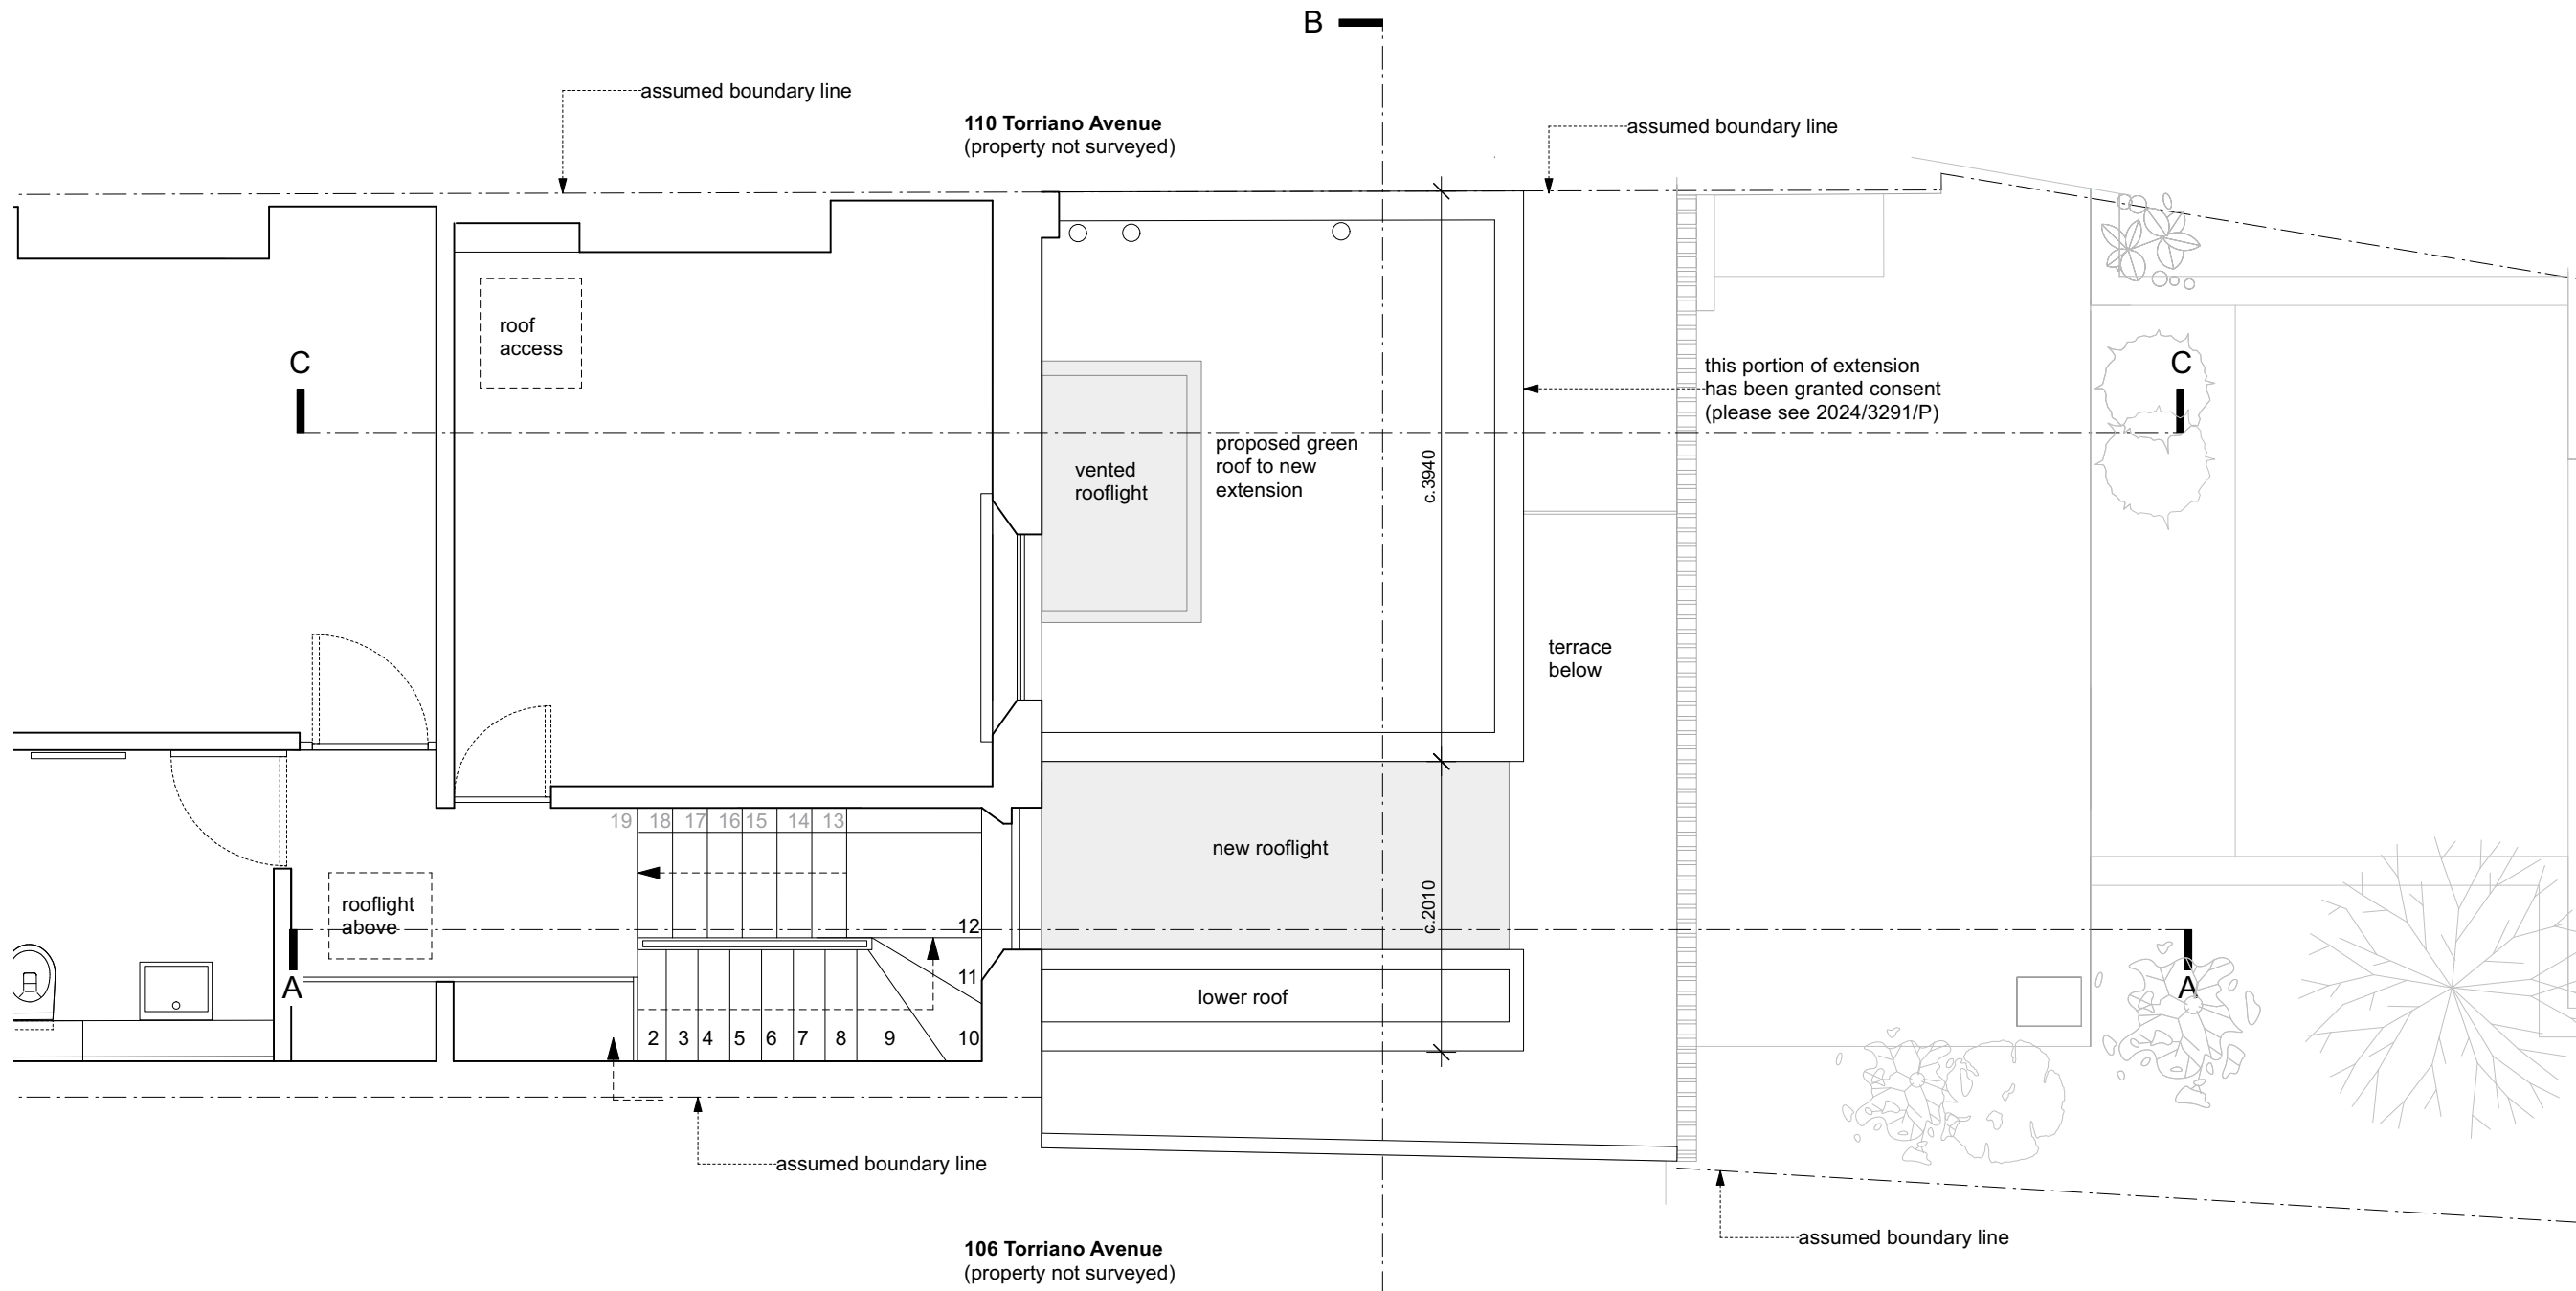 B
assumed boundary line
110 Torriano Avenue
(property not surveyed)
assumed boundary line
roof
access
C
C
this portion of extension
has been granted consent
(please see 2024/3291/P)
vented
rooflight
proposed green
roof to new
extension
c.3940
terrace
below
19 18 17 16 15 14 13
new rooflight
rooflight
above
12
c.2010
11
A
A
lower roof
2 3 4 5 6 7 8 9 10
assumed boundary line
assumed boundary line
106 Torriano Avenue
(property not surveyed)